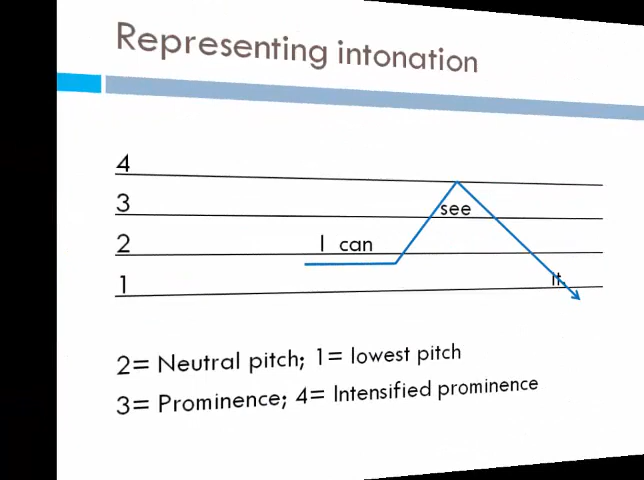 Representing intonation
4
3
see
2
I can
1
it
2= Neutral pitch; 1= lowest pitch
3= Prominence; 4= Intensified prominence